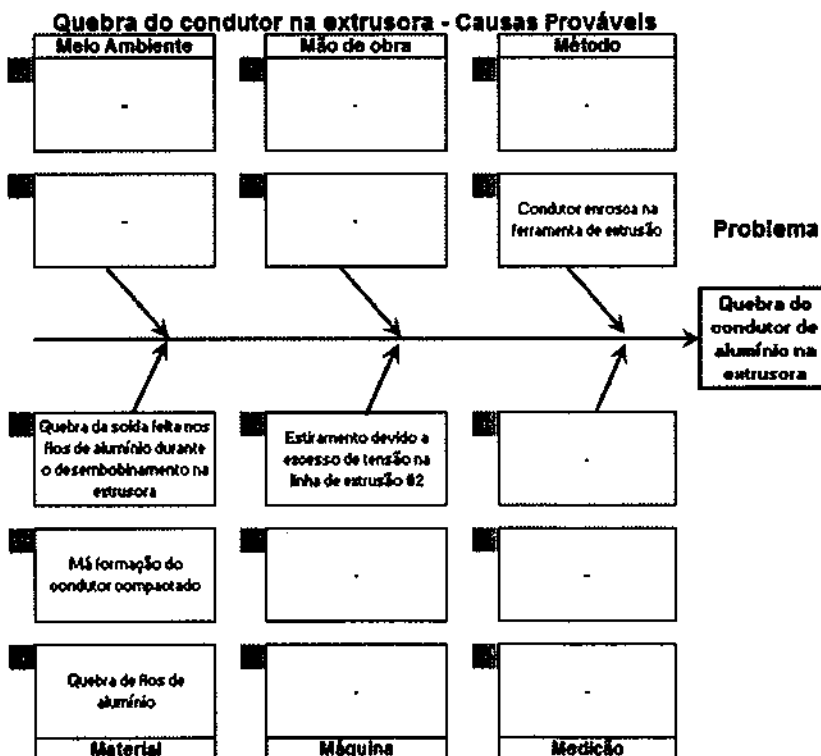 Quebra do condutor na extrusora - Causas Prováveis
Meio Ambiente
Mão de obra
Método
-
-
-
-
-
Condutor enrosca na
ferramenta de extrusão
Problema
Quebra do
condutor de
alumínio na
extrusora
Quebra da solda feita nos
fios de alumínio durante
o desembobinamento na
extrusora
Estiramento devido a
excesso de tensão na
linha de extrusão #2
-
Má formação do
condutor compactado
-
-
Quebra de fios de
alumínio
-
-
Material
Máquina
Medição